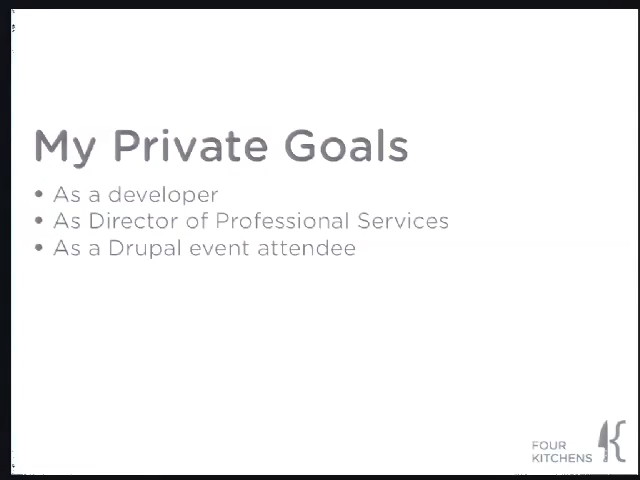 My Private Goals
• As a developer
• As Director of Professional Services
• As a Drupal event attendee
FOUR
KITCHENS